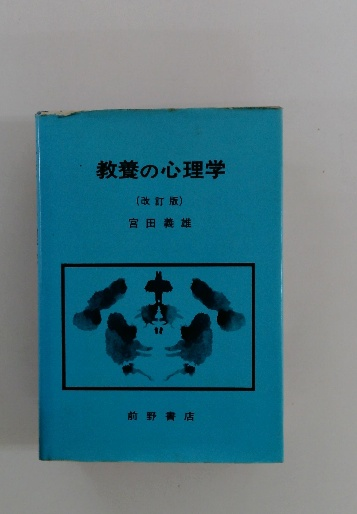 教養の心理学
〔改訂版〕
宮田義雄
前野書店